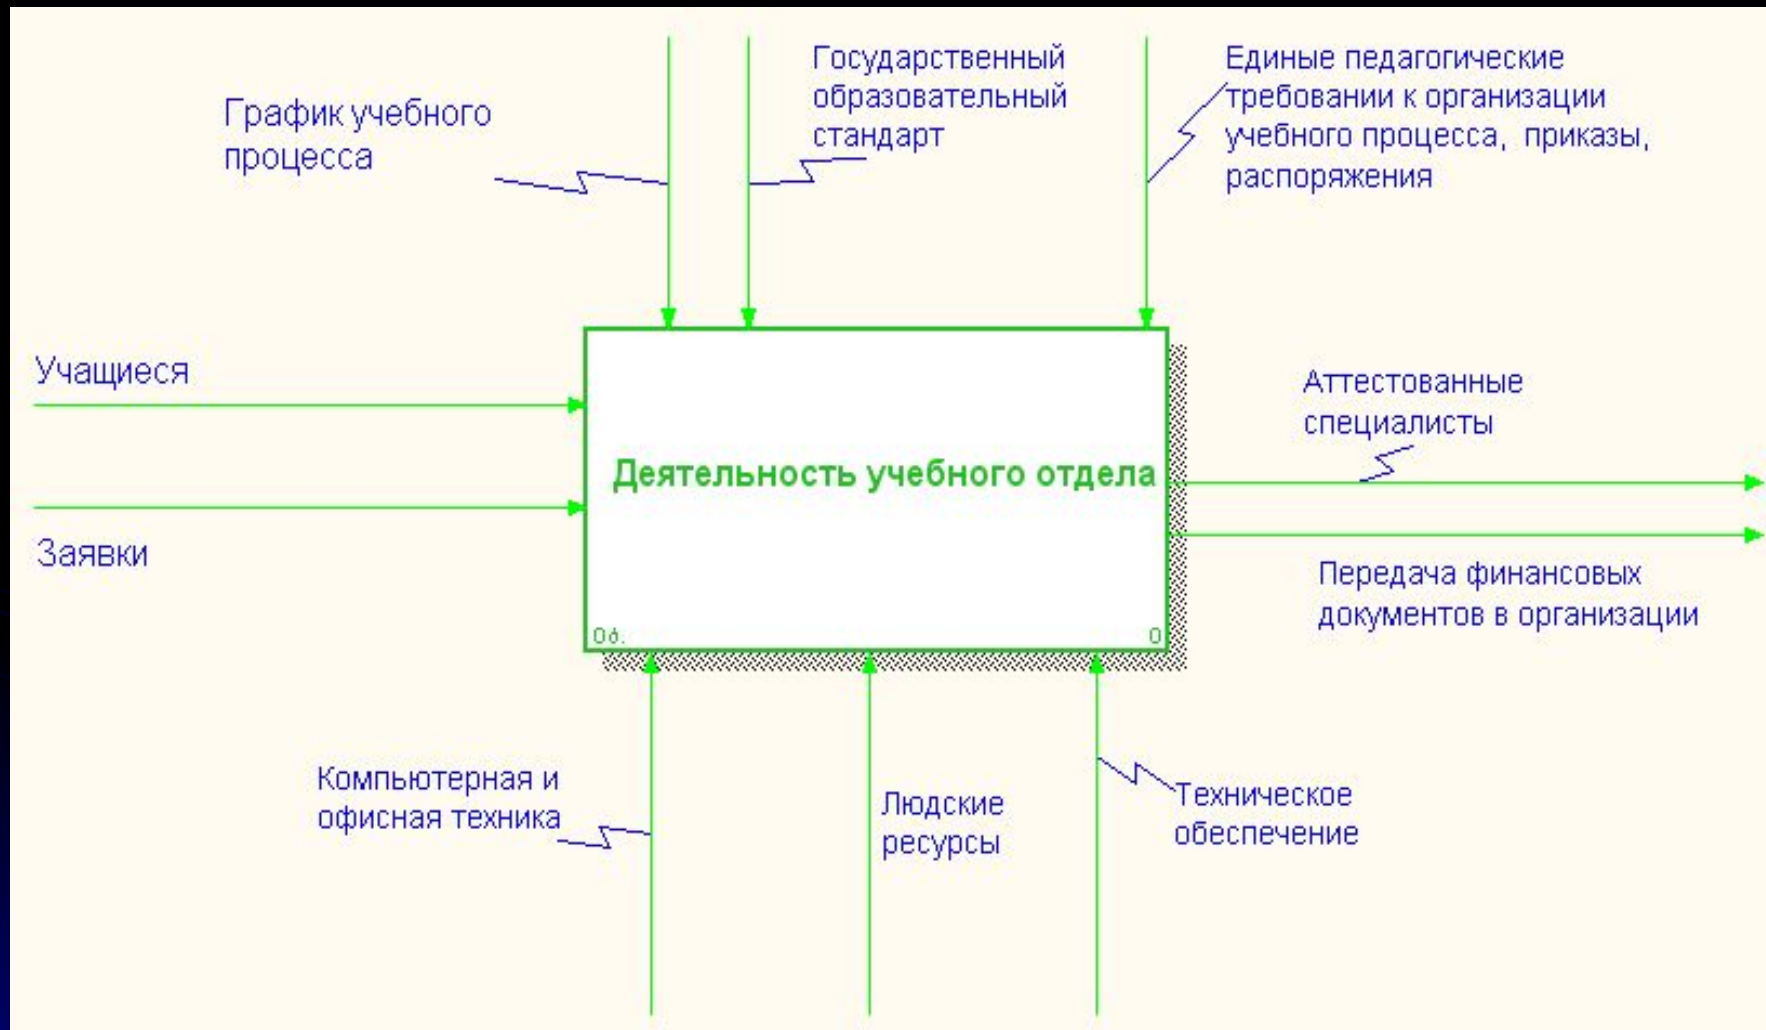 График учебного
процесса
Государственный
образовательный
стандарт
Единые педагогические
требовании к организации
учебного процесса, приказы,
распоряжения
Учащиеся
Заявки
Деятельность учебного отдела
0д.
0
Аттестованные
специалисты
Передача финансовых
документов в организации
Компьютерная и
офисная техника
Людские
ресурсы
Техническое
обеспечение